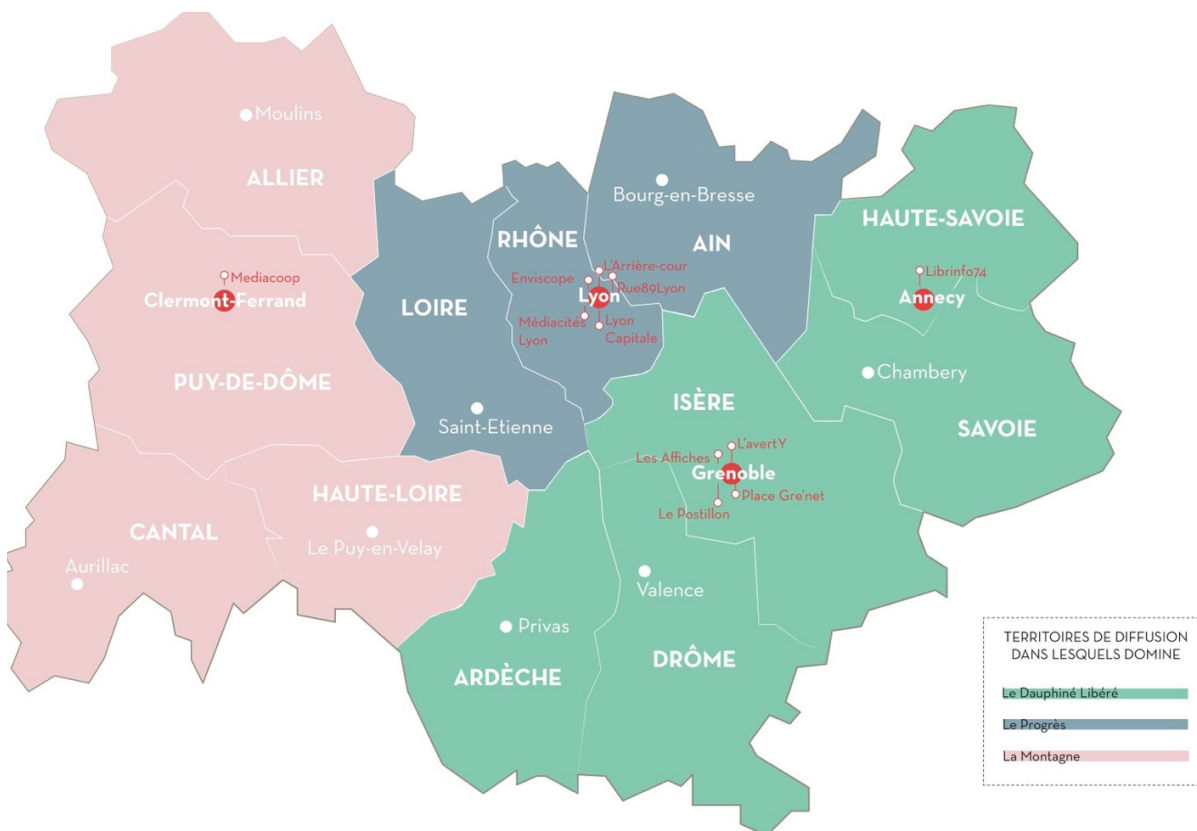 Moulins
ALLIER
Bourg-en-Bresse
HAUTE-SAVOIE
RHÔNE
AIN
L'Arrière-cour
Librinfo74
Mediacoop
Enviscope
Rue89Lyon
Clermont-Ferrand
Lyon
Annecy
LOIRE
Médiacités
Lyon
Lyon
Capitale
PUY-DE-DÔME
Chambery
ISÈRE
Saint-Etienne
SAVOIE
L'avertY
Les Affiches
Grenoble
HAUTE-LOIRE
Place Gre'net
Le Postillon
CANTAL
Le Puy-en-Velay
Aurillac
Valence
Privas
DRÔME
ARDÈCHE
TERRITOIRES DE DIFFUSION
DANS LESQUELS DOMINE
Le Dauphiné Libéré
Le Progrès
La Montagne